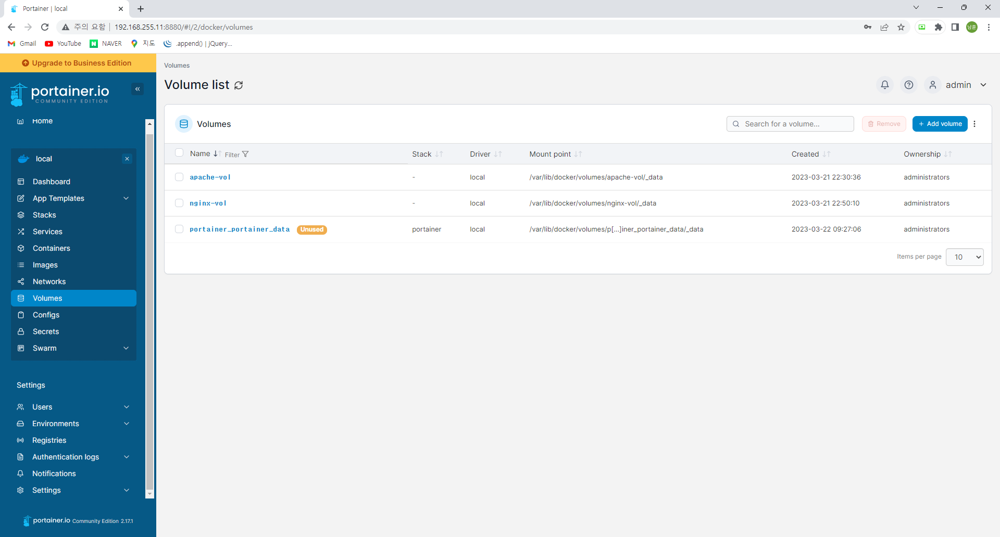 Portainer | local
주의 요함 | 192.168.255.11:8880/#!/2/docker/volumes
남훈
Gmail YouTube NAVER 지도 .append() | jQuery...
Upgrade to Business Edition
portainer.io
COMMUNITY EDITION
Home
local
Dashboard
App Templates
Stacks
Services
Containers
Images
Networks
Volumes
Configs
Secrets
Swarm
Settings
Users
Environments
Registries
Authentication logs
Notifications
Settings
portainer.io Community Edition 2.17.1
Volumes
Volume list
admin
Volumes
Search for a volume...
Remove
+ Add volume
Name Filter Stack Driver Mount point Created Ownership
apache-vol - local /var/lib/docker/volumes/apache-vol/_data 2023-03-21 22:30:36 administrators
nginx-vol - local /var/lib/docker/volumes/nginx-vol/_data 2023-03-21 22:50:10 administrators
portainer_portainer_data Unused portainer local /var/lib/docker/volumes/p[...]iner_portainer_data/_data 2023-03-22 09:27:06 administrators
Items per page 10